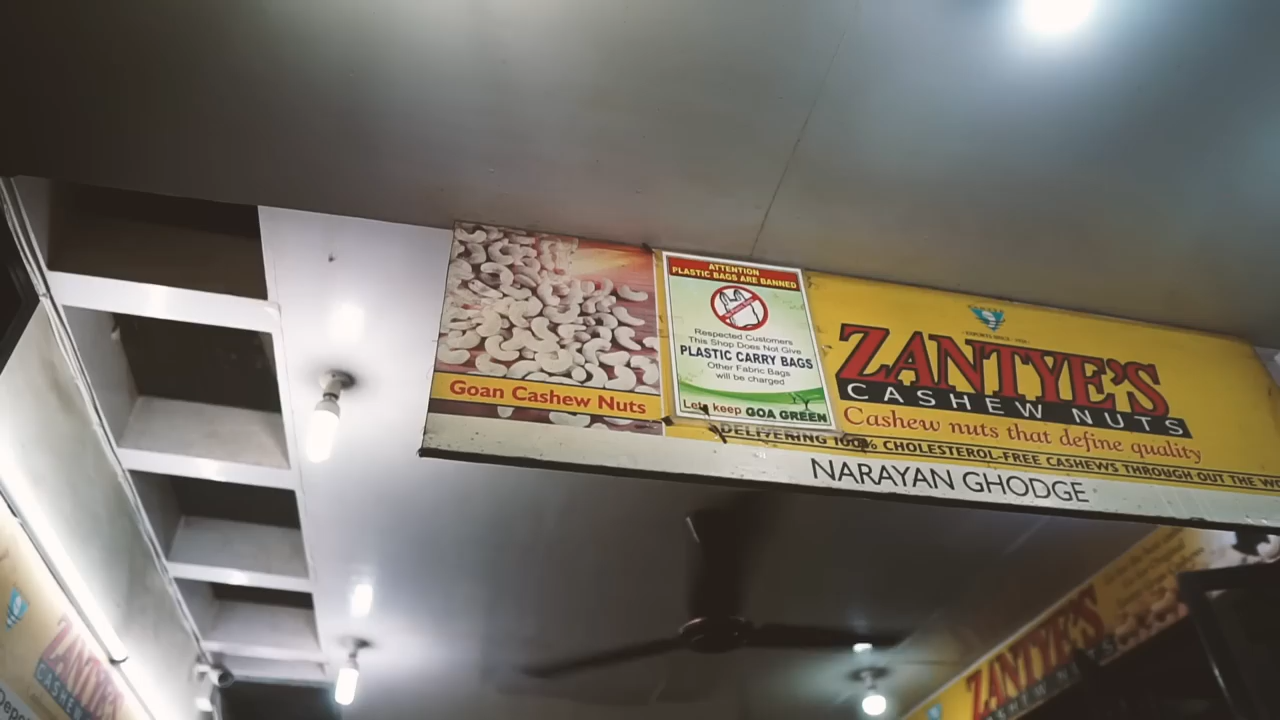 Goan Cashew Nuts
ATTENTION
PLASTIC BAGS ARE BANNED
Respected Customers
This Shop Does Not Give
PLASTIC CARRY BAGS
Other Fabric Bags
will be charged
Lets keep GOA GREEN
ZANTYE'S
CASHEW NUTS
Cashew nuts that define quality
DELIVERING 100% CHOLESTEROL-FREE CASHEWS THROUGH OUT THE
NARAYAN GHODGE
ZANTYE'S
CASHEW
ZANTYE'S